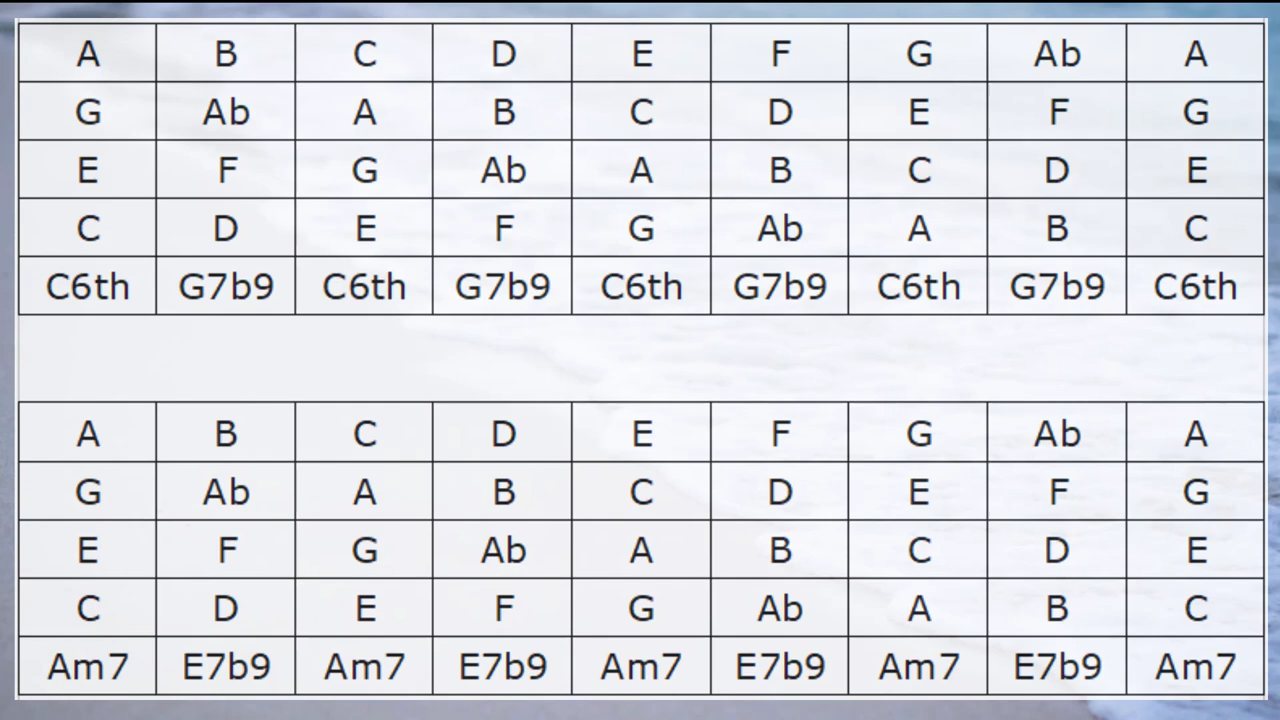 A B C D E F G Ab A
G Ab A B C D E F G
E F G Ab A B C D E
C D E F G Ab A B C
C6th G7b9 C6th G7b9 C6th G7b9 C6th G7b9 C6th
A B C D E F G Ab A
G Ab A B C D E F G
E F G Ab A B C D E
C D E F G Ab A B C
Am7 E7b9 Am7 E7b9 Am7 E7b9 Am7 E7b9 Am7